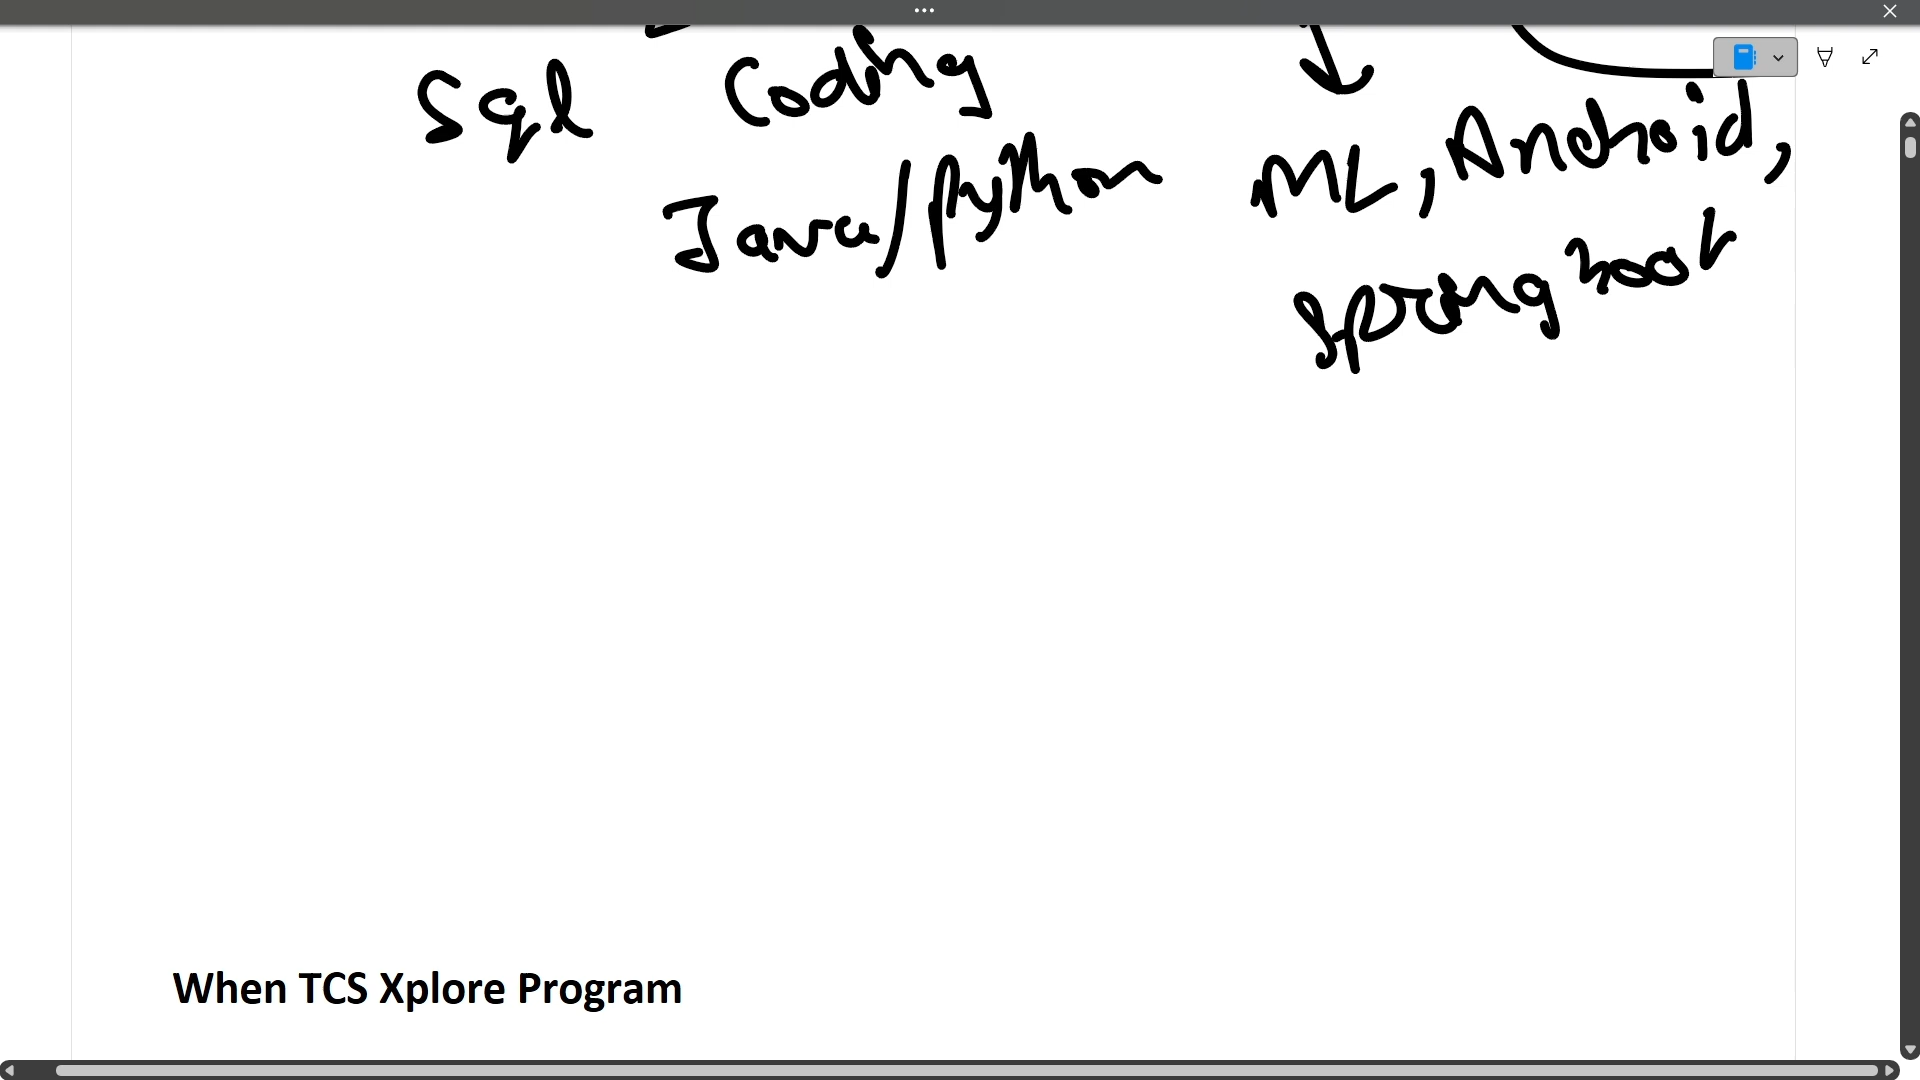 Sql Coding
Java/Python ML, Android,
Spring boot
When TCS Xplore Program